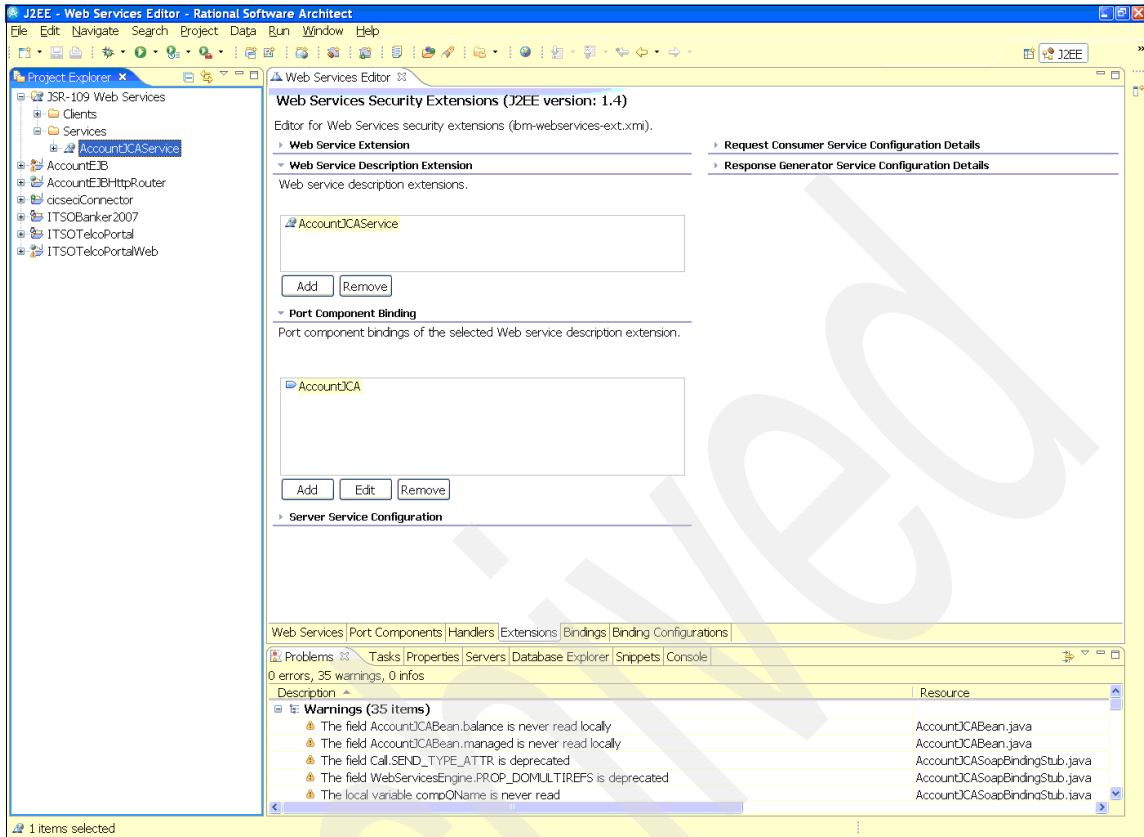 J2EE - Web Services Editor - Rational Software Architect
File Edit Navigate Search Project Data Run Window Help
J2EE
Project Explorer
Web Services Editor
JSR-109 Web Services
Clients
Services
AccountJCAService
AccountEJB
AccountEJBHttpRouter
cicseciConnector
ITSOBanker2007
ITSOTelcoPortal
ITSOTelcoPortalWeb
Web Services Security Extensions (J2EE version: 1.4)
Editor for Web Services security extensions (ibm-webservices-ext.xmi).
Web Service Extension
Web Service Description Extension
Web service description extensions.
AccountJCAService
Add Remove
Port Component Binding
Port component bindings of the selected Web service description extension.
AccountJCA
Add Edit Remove
Server Service Configuration
Request Consumer Service Configuration Details
Response Generator Service Configuration Details
Web Services Port Components Handlers Extensions Bindings Binding Configurations
Problems Tasks Properties Servers Database Explorer Snippets Console
0 errors, 35 warnings, 0 infos
Description Resource
Warnings (35 items)
The field AccountJCABean.balance is never read locally AccountJCABean.java
The field AccountJCABean.managed is never read locally AccountJCABean.java
The field Call.SEND_TYPE_ATTR is deprecated AccountJCASoapBindingStub.java
The field WebServicesEngine.PROP_DOMULTIREFS is deprecated AccountJCASoapBindingStub.java
The local variable compQName is never read AccountJCASoapBindingStub.java
1 items selected